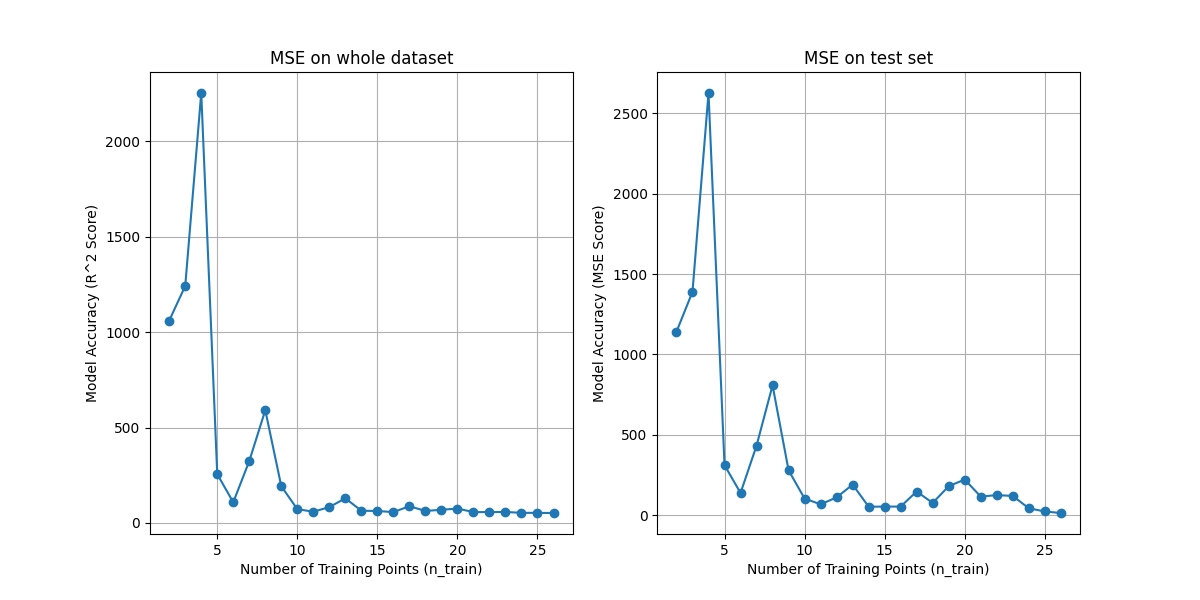 MSE on whole dataset
Model Accuracy (R^2 Score)
2000
1500
1000
500
0
5 10 15 20 25
Number of Training Points (n_train)
MSE on test set
Model Accuracy (MSE Score)
2500
2000
1500
1000
500
0
5 10 15 20 25
Number of Training Points (n_train)